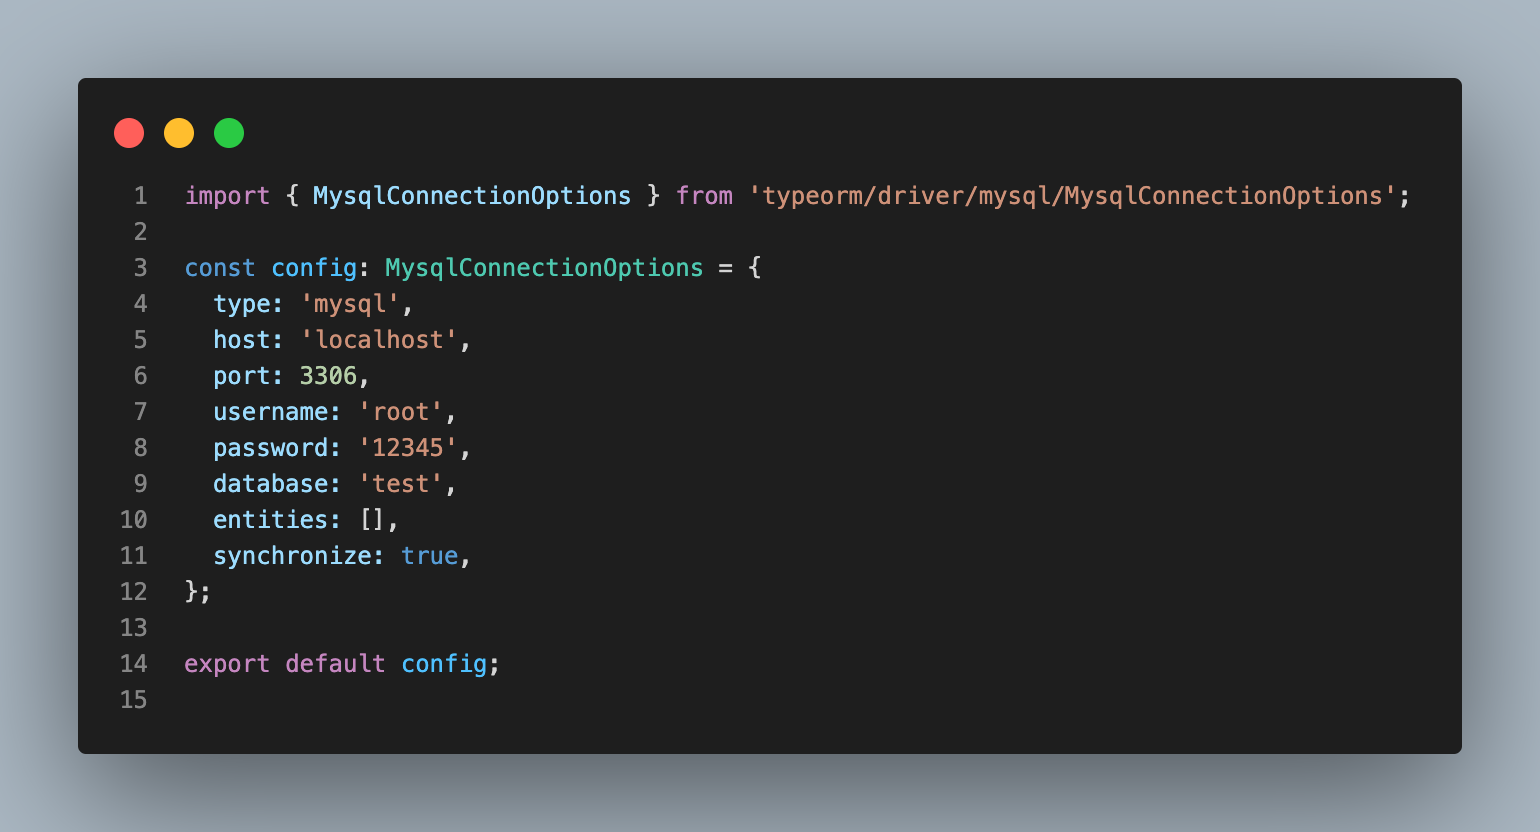 1 import { MysqlConnectionOptions } from 'typeorm/driver/mysql/MysqlConnectionOptions';
2
3 const config: MysqlConnectionOptions = {
4   type: 'mysql',
5   host: 'localhost',
6   port: 3306,
7   username: 'root',
8   password: '12345',
9   database: 'test',
10   entities: [],
11   synchronize: true,
12 };
13
14 export default config;
15